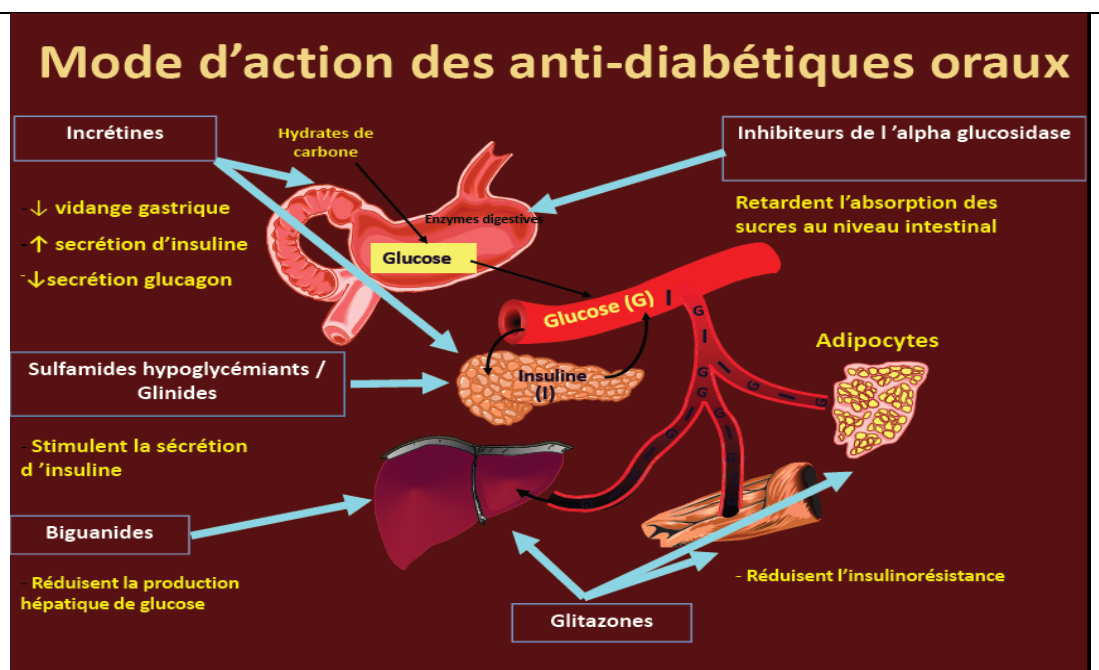 Mode d’action des anti-diabétiques oraux
Incrétines
- ↓ vidange gastrique
- ↑ secrétion d’insuline
- ↓secrétion glucagon
Hydrates de
carbone
Enzymes digestives
Glucose
Inhibiteurs de l ’alpha glucosidase
Retardent l’absorption des
sucres au niveau intestinal
Glucose (G) I
G
I
G
I
G
G
G
I
G
I
G
Adipocytes
Sulfamides hypoglycémiants /
Glinides
- Stimulent la sécrétion
d ’insuline
Insuline
(I)
Biguanides
- Réduisent la production
hépatique de glucose
- Réduisent l’insulinorésistance
Glitazones